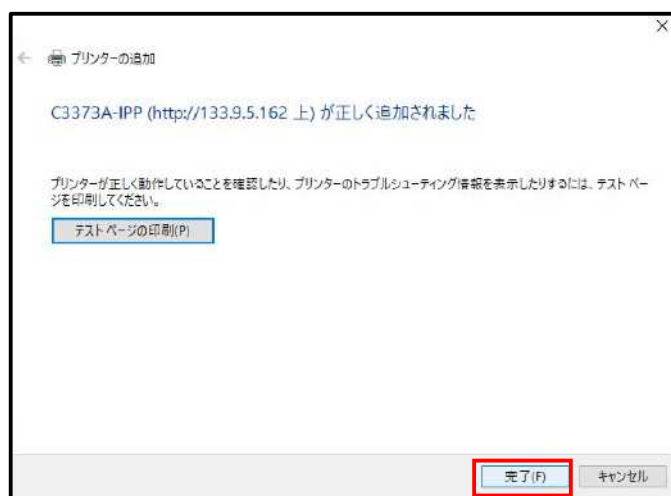 プリンターの追加
C3373A-IPP (http://133.9.5.162 上) が正しく追加されました
プリンターが正しく動作していることを確認したり、プリンターのトラブルシューティング情報を表示したりするには、テスト ペー
ジを印刷してください。
テスト ページの印刷(P)
完了(F)
キャンセル